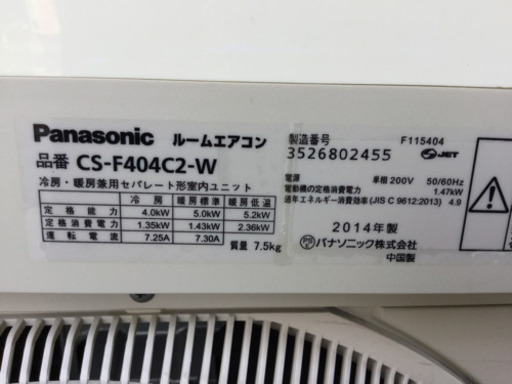 Panasonic ルームエアコン
品番 CS-F404C2-W
冷房・暖房兼用セパレート形室内ユニット
冷房 暖房標準 暖房低温
定格能力 4.0kW 5.0kW 5.2kW
定格消費電力 1.35kW 1.43kW 2.36kW
運転電流 7.25A 7.30A
質量 7.5kg
製造番号 F115404
3526802455 JET
電源 単相 200V 50/60Hz
電動機の定格消費電力 1.47kW
通年エネルギー消費効率(JIS C 9612:2013) 4.9
2014年製
パナソニック株式会社
中国製